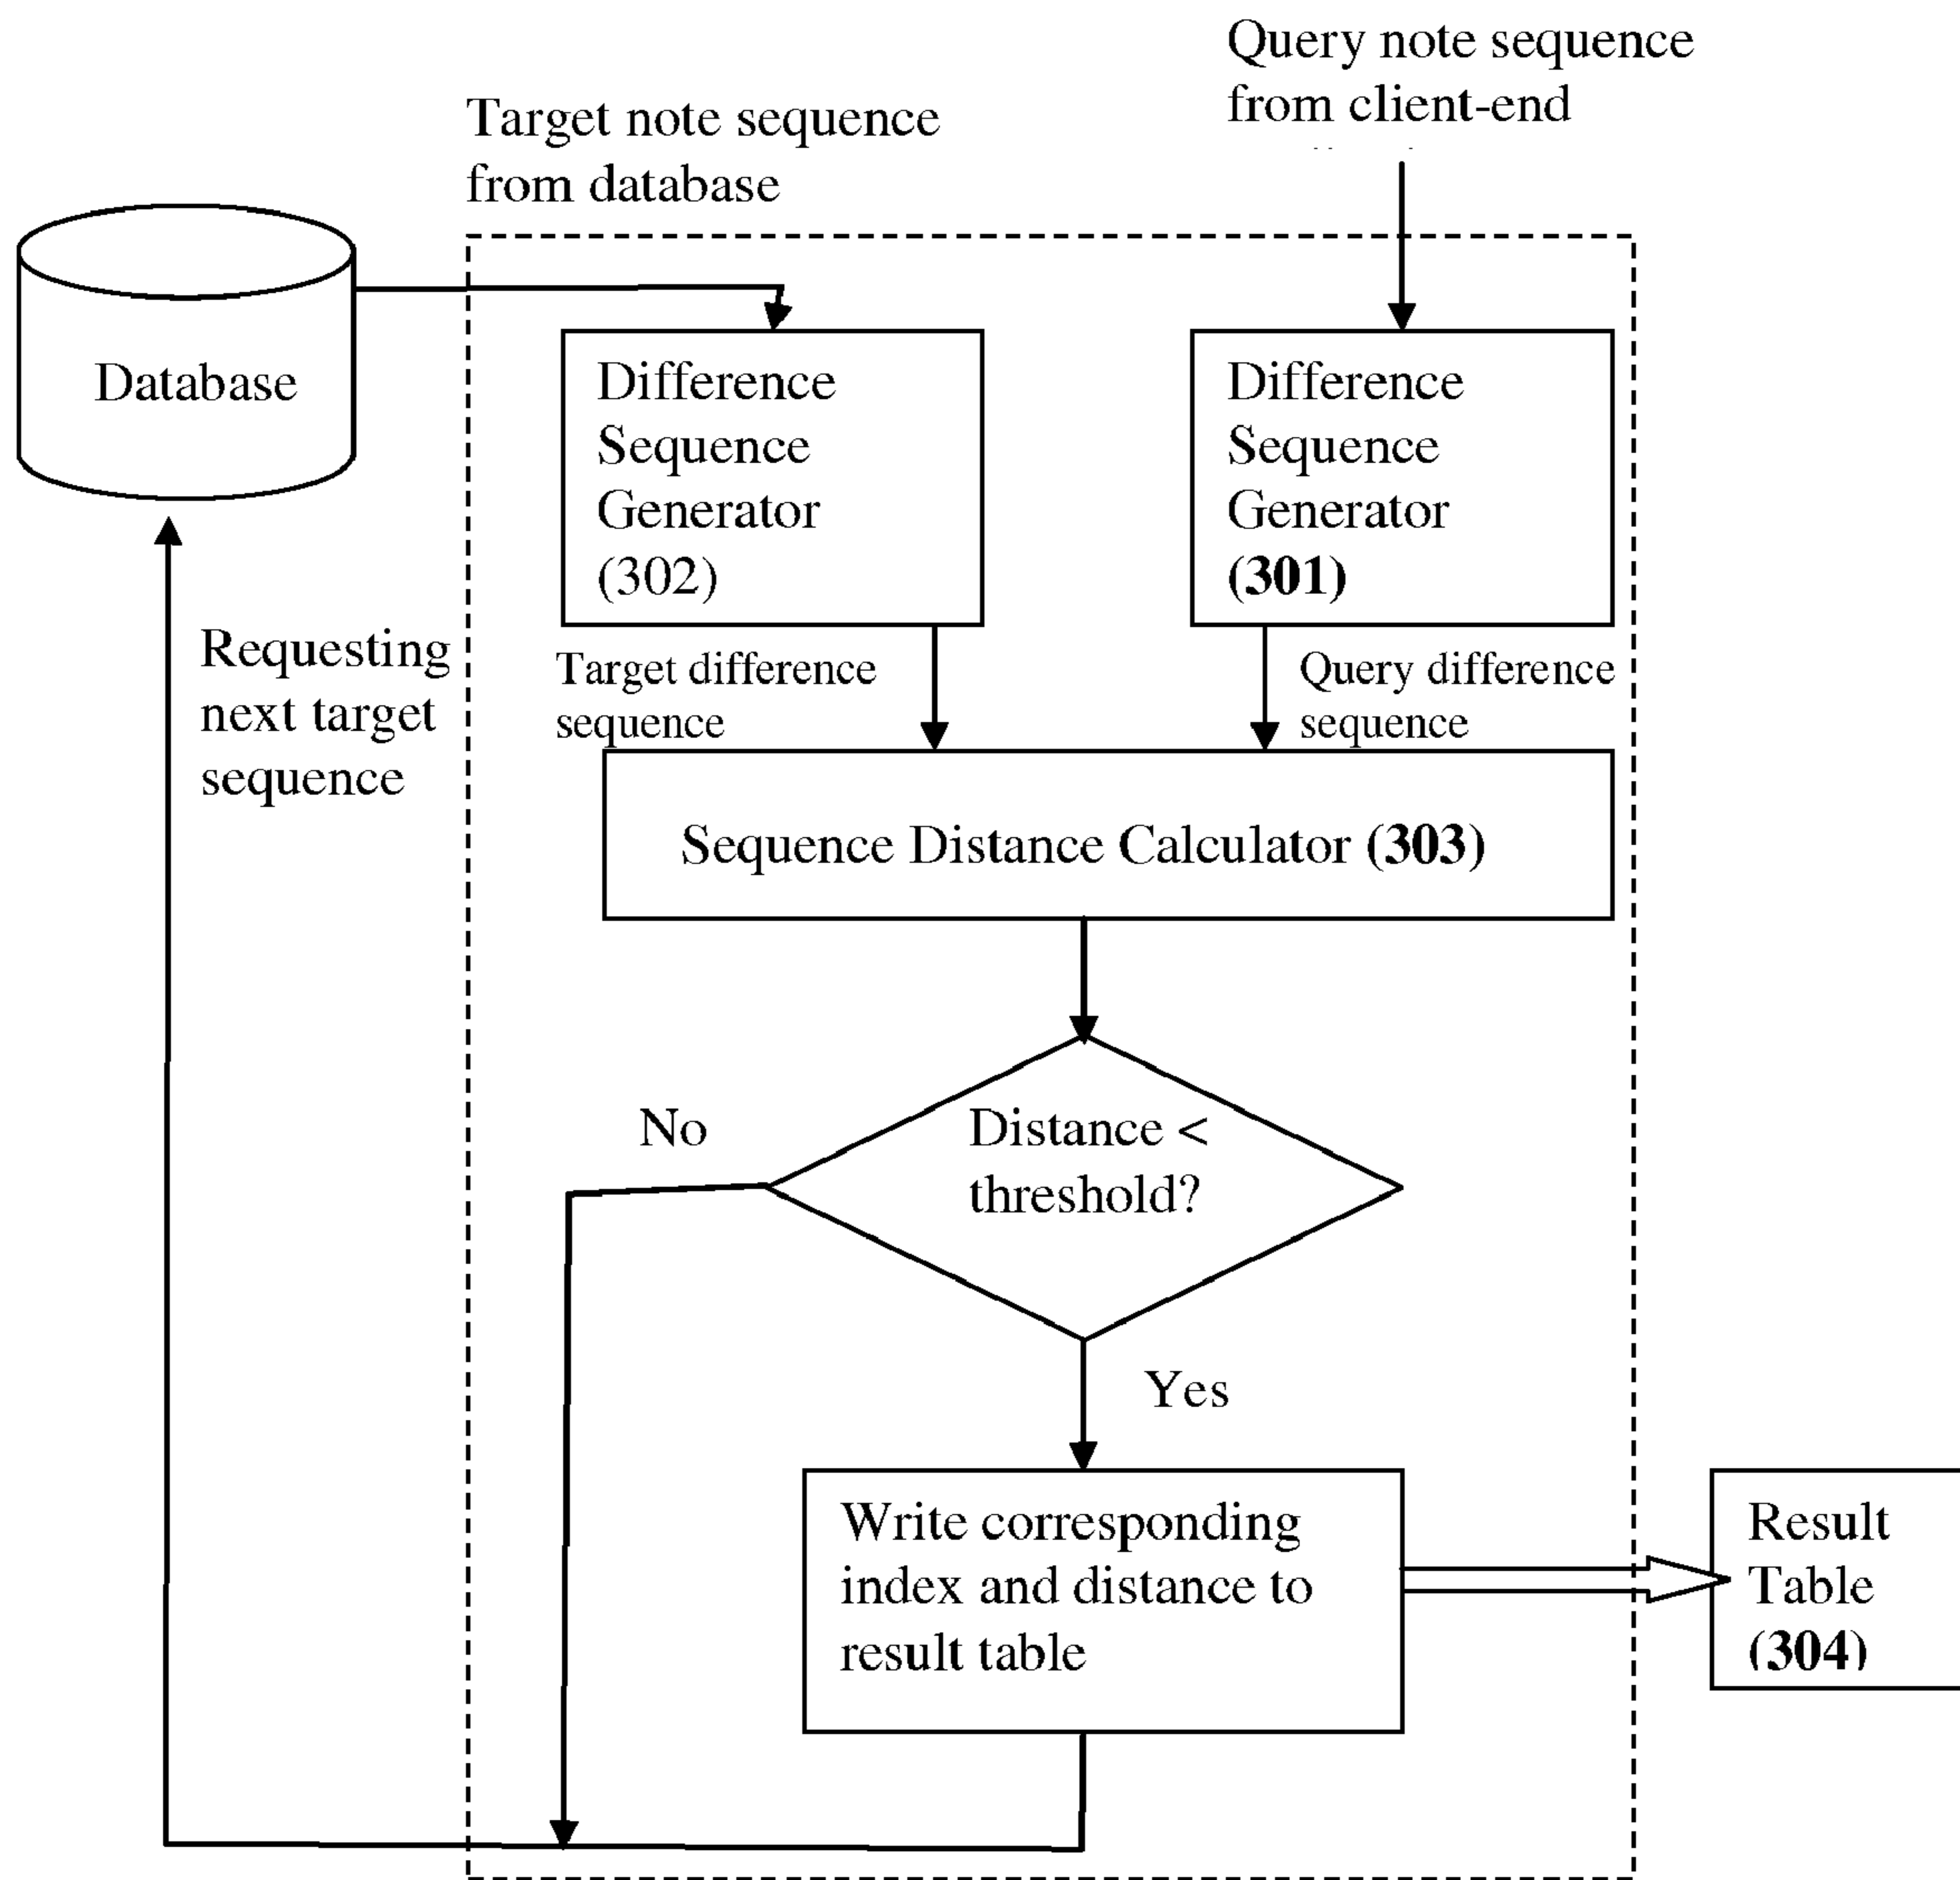 Query note sequence
from client-end
Target note sequence
from database
Database
Difference
Sequence
Generator
(302)
Difference
Sequence
Generator
(301)
Requesting
next target
sequence
Target difference
sequence
Query difference
sequence
Sequence Distance Calculator (303)
No
Distance <
threshold?
Yes
Write corresponding
index and distance to
result table
Result
Table
(304)